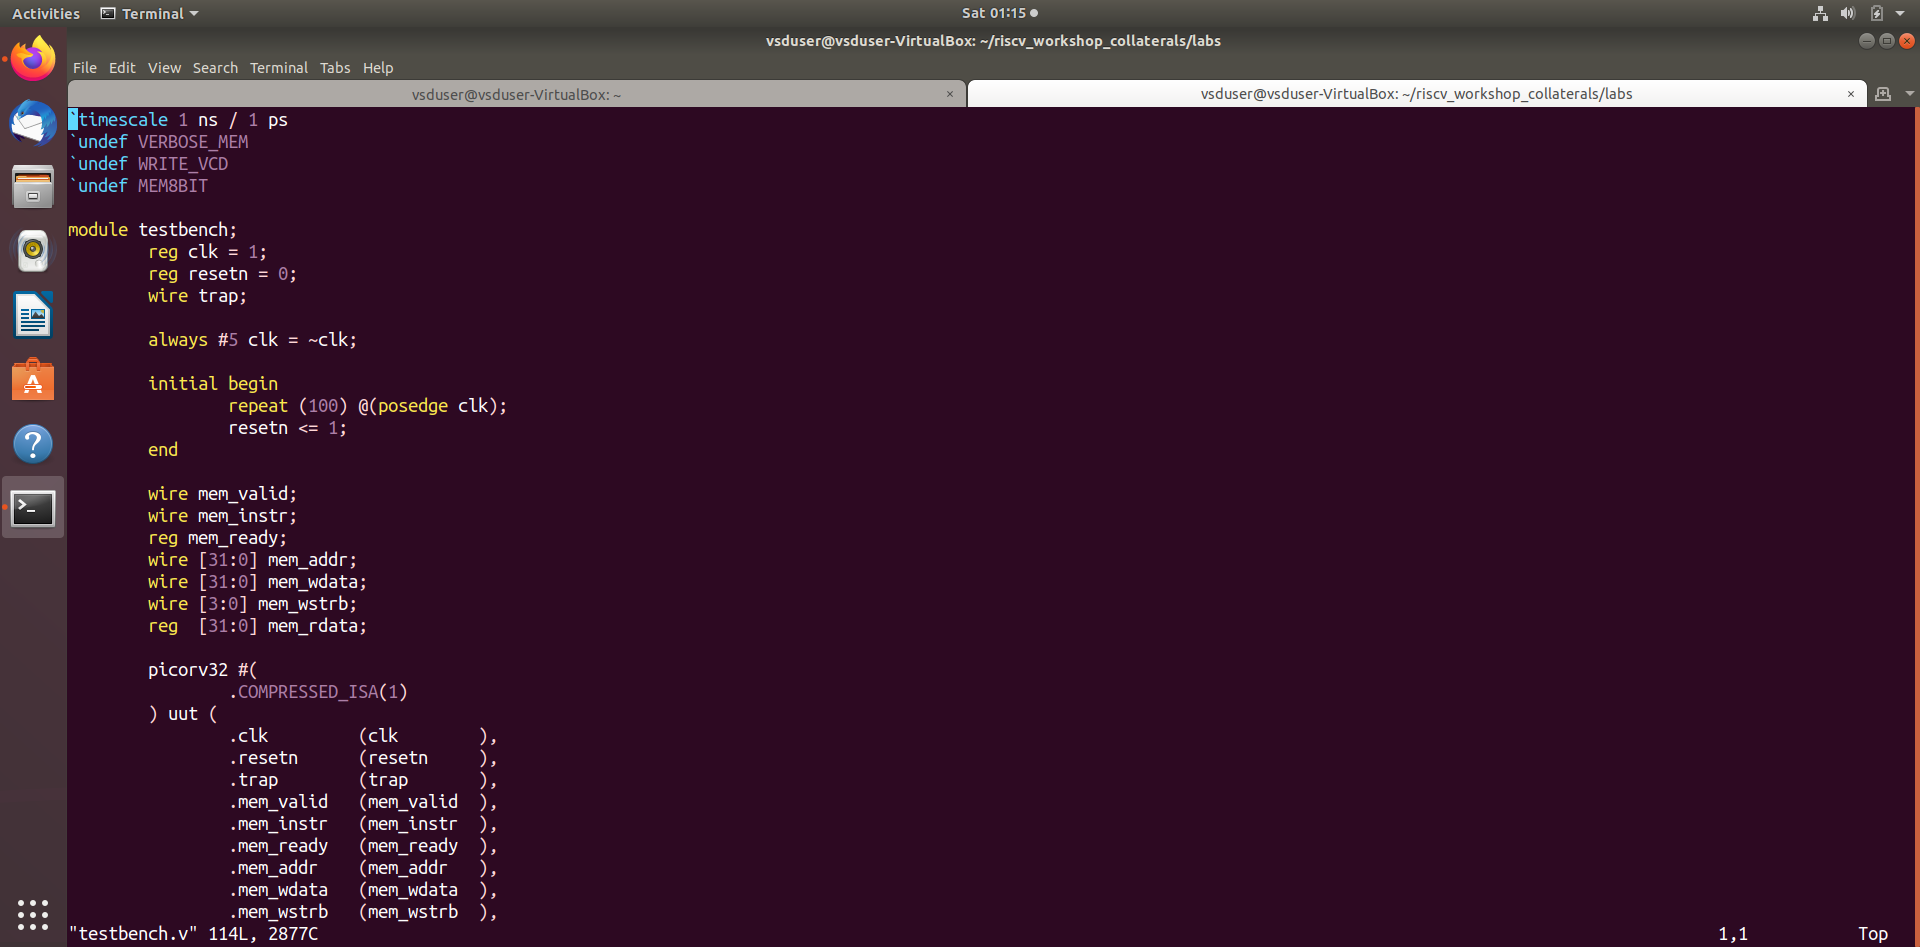 Activities Terminal Sat 01:15
vsduser@vsduser-VirtualBox: ~/riscv_workshop_collaterals/labs
File Edit View Search Terminal Tabs Help
vsduser@vsduser-VirtualBox: ~ × vsduser@vsduser-VirtualBox: ~/riscv_workshop_collaterals/labs ×
`timescale 1 ns / 1 ps
`undef VERBOSE_MEM
`undef WRITE_VCD
`undef MEM8BIT
module testbench;
reg clk = 1;
reg resetn = 0;
wire trap;
always #5 clk = ~clk;
initial begin
repeat (100) @(posedge clk);
resetn <= 1;
end
wire mem_valid;
wire mem_instr;
reg mem_ready;
wire [31:0] mem_addr;
wire [31:0] mem_wdata;
wire [3:0] mem_wstrb;
reg  [31:0] mem_rdata;
picorv32 #(
.COMPRESSED_ISA(1)
) uut (
.clk         (clk        ),
.resetn      (resetn     ),
.trap        (trap       ),
.mem_valid   (mem_valid  ),
.mem_instr   (mem_instr  ),
.mem_ready   (mem_ready  ),
.mem_addr    (mem_addr   ),
.mem_wdata   (mem_wdata  ),
.mem_wstrb   (mem_wstrb  ),
"testbench.v" 114L, 2877C 1,1 Top